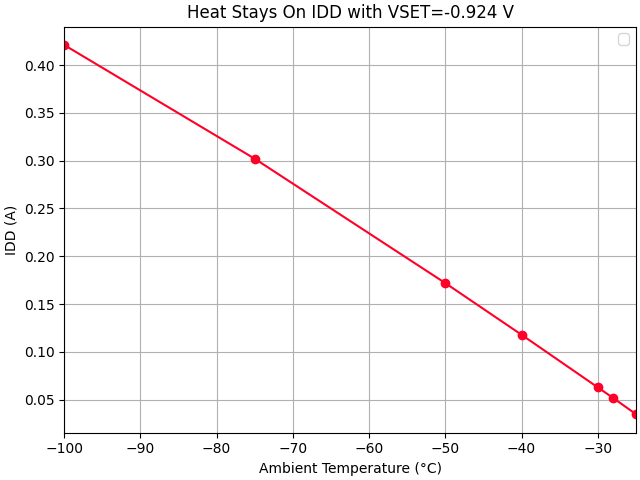 Heat Stays On IDD with VSET=-0.924 V
0.40
0.35
0.30
0.25
0.20
0.15
0.10
0.05
IDD (A)
−100 −90 −80 −70 −60 −50 −40 −30
Ambient Temperature (°C)